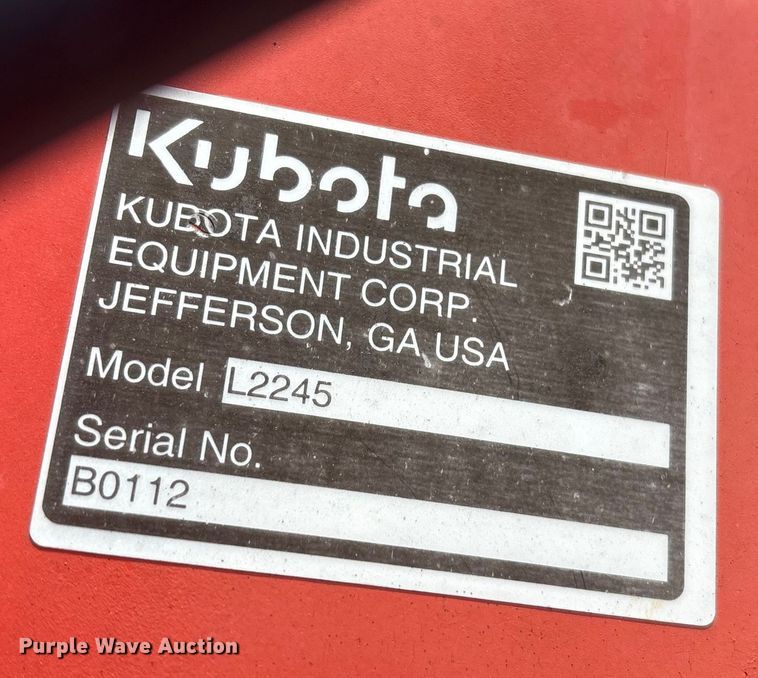 Kubota
KUBOTA INDUSTRIAL
EQUIPMENT CORP.
JEFFERSON, GA USA
Model L2245
Serial No.
B0112
Purple Wave Auction